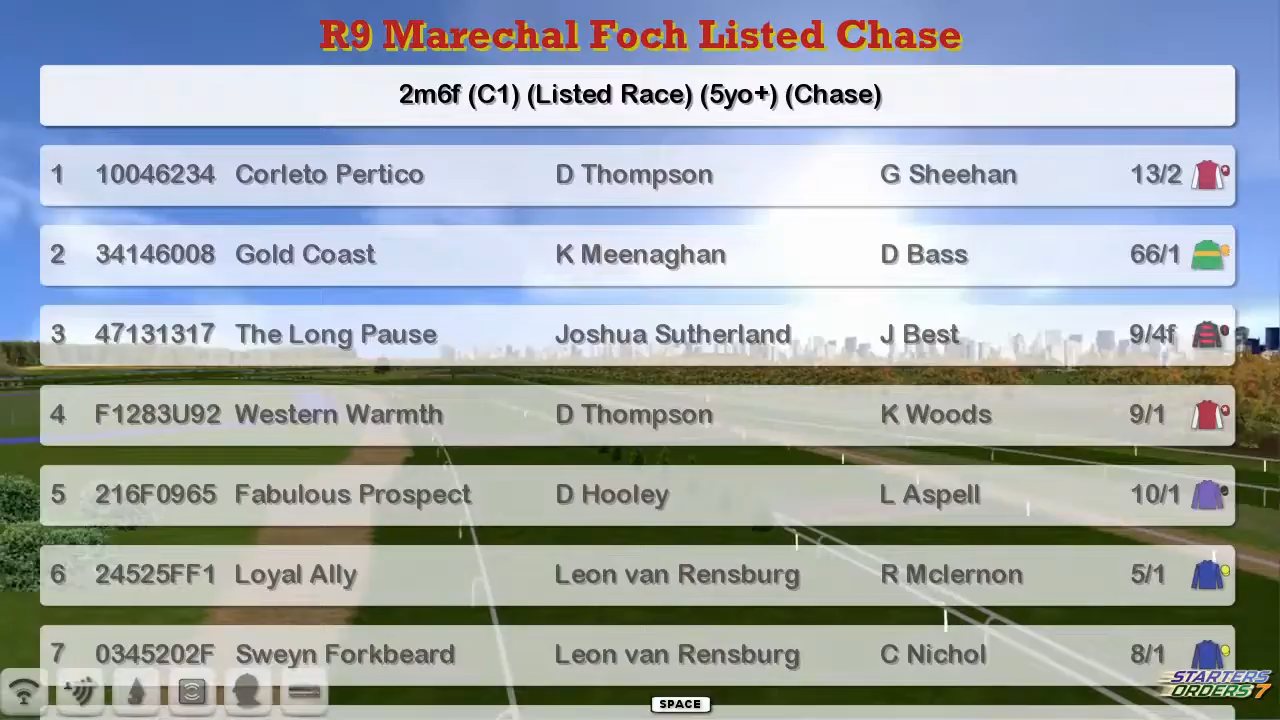 R9 Marechal Foch Listed Chase
2m6f (C1) (Listed Race) (5yo+) (Chase)
1 10046234 Corleto Pertico D Thompson G Sheehan 13/2
2 34146008 Gold Coast K Meenaghan D Bass 66/1
3 47131317 The Long Pause Joshua Sutherland J Best 9/4f
4 F1283U92 Western Warmth D Thompson K Woods 9/1
5 216F0965 Fabulous Prospect D Hooley L Aspell 10/1
6 24525FF1 Loyal Ally Leon van Rensburg R Mclernon 5/1
7 0345202F Sweyn Forkbeard Leon van Rensburg C Nichol 8/1
SPACE
STARTERS
ORDERS 7